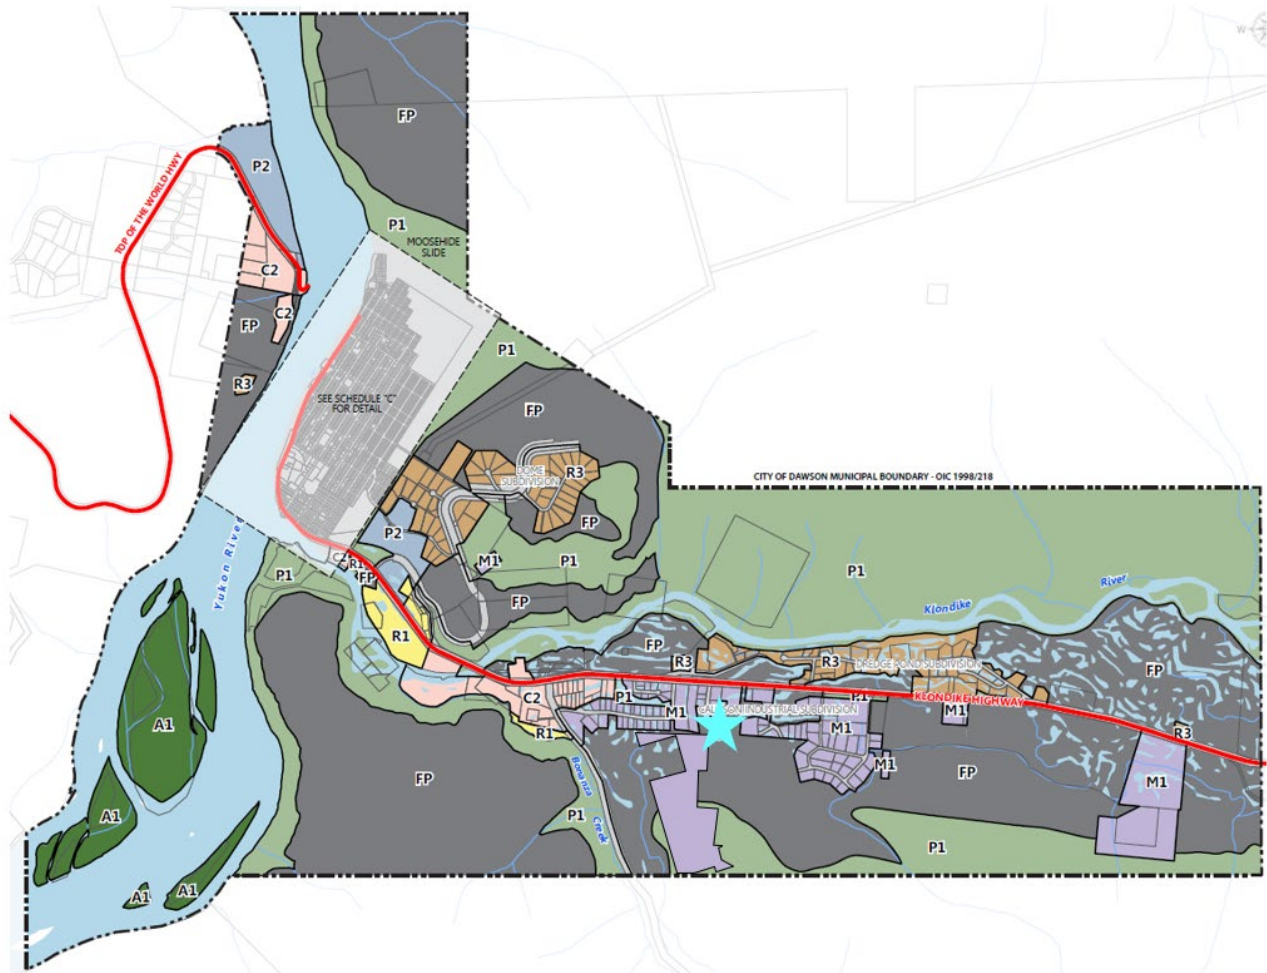 W
FP
P2
TOP OF THE WORLD HWY
P1
MOOSEHIDE
SLIDE
C2
C2
FP
P1
R3
SEE SCHEDULE "C"
FOR DETAIL
FP
DOME
SUBDIVISION
R3
CITY OF DAWSON MUNICIPAL BOUNDARY - OIC 1998/218
FP
P2
Yukon River
C2
R1
M1
P1
P1
FP
P1
FP
Klondike
River
R1
FP
R3
R3
DREDGE POND SUBDIVISION
FP
C2
P1
P1
KLONDIKE HIGHWAY
M1
INDUSTRIAL SUBDIVISION
M1
M1
A1
R1
R3
FP
Bonanza
Creek
M1
FP
M1
A1
P1
P1
A1
A1